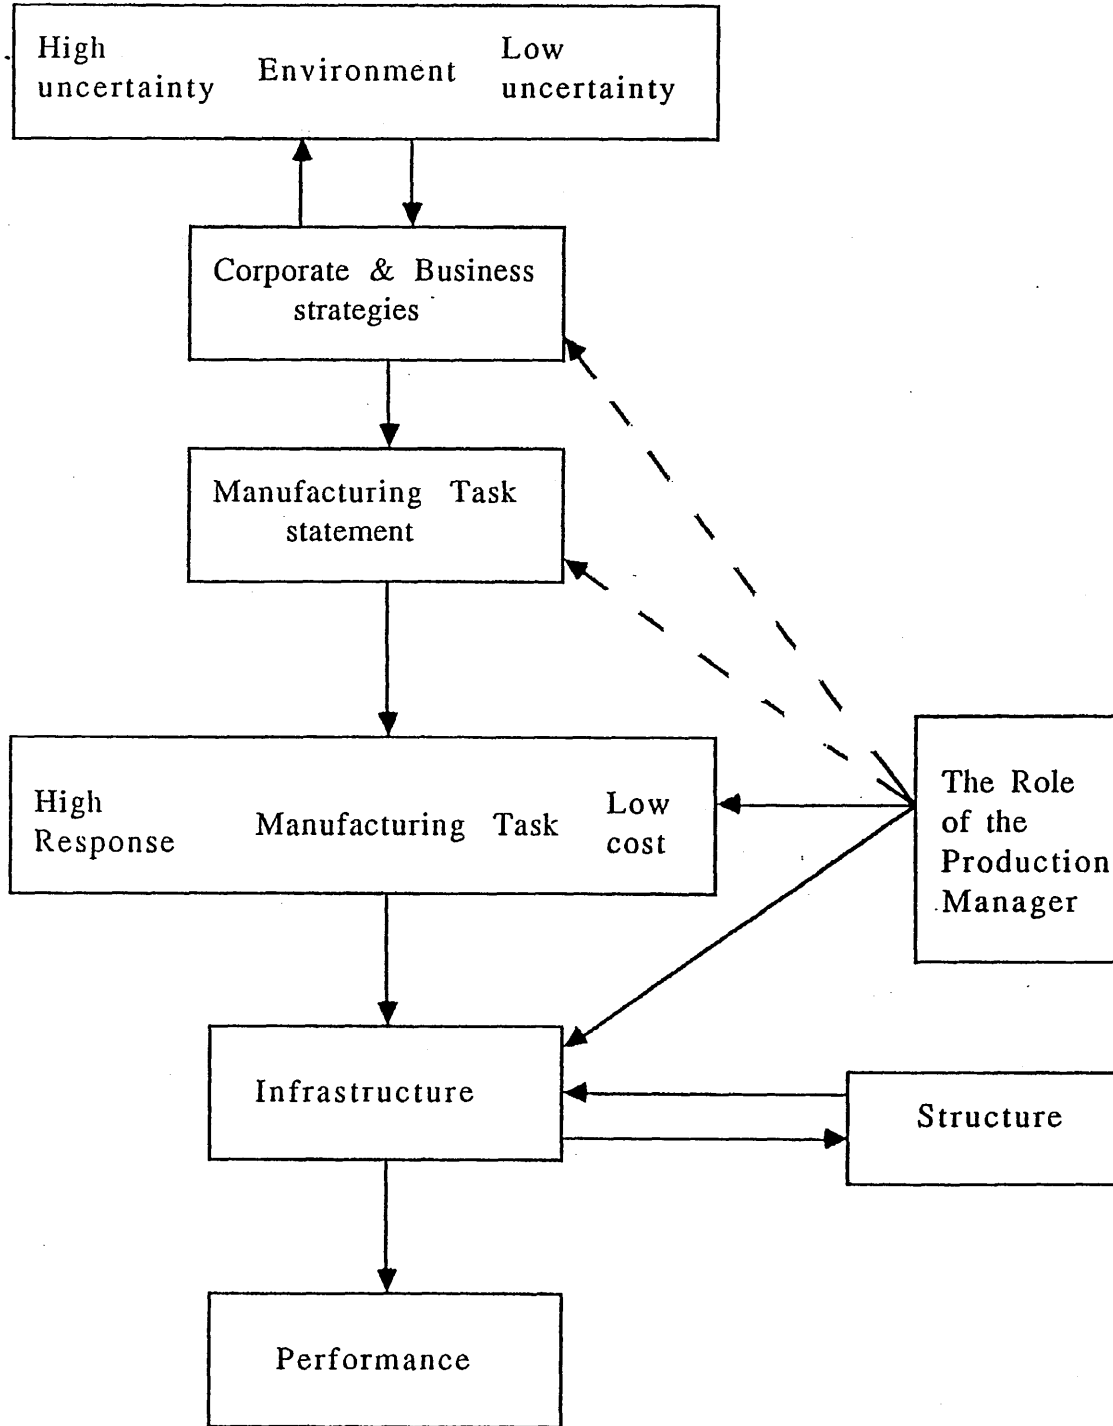 High
uncertainty
Environment
Low
uncertainty
Corporate & Business
strategies
Manufacturing Task
statement
High
Response
Manufacturing Task
Low
cost
The Role
of the
Production
Manager
Infrastructure
Structure
Performance